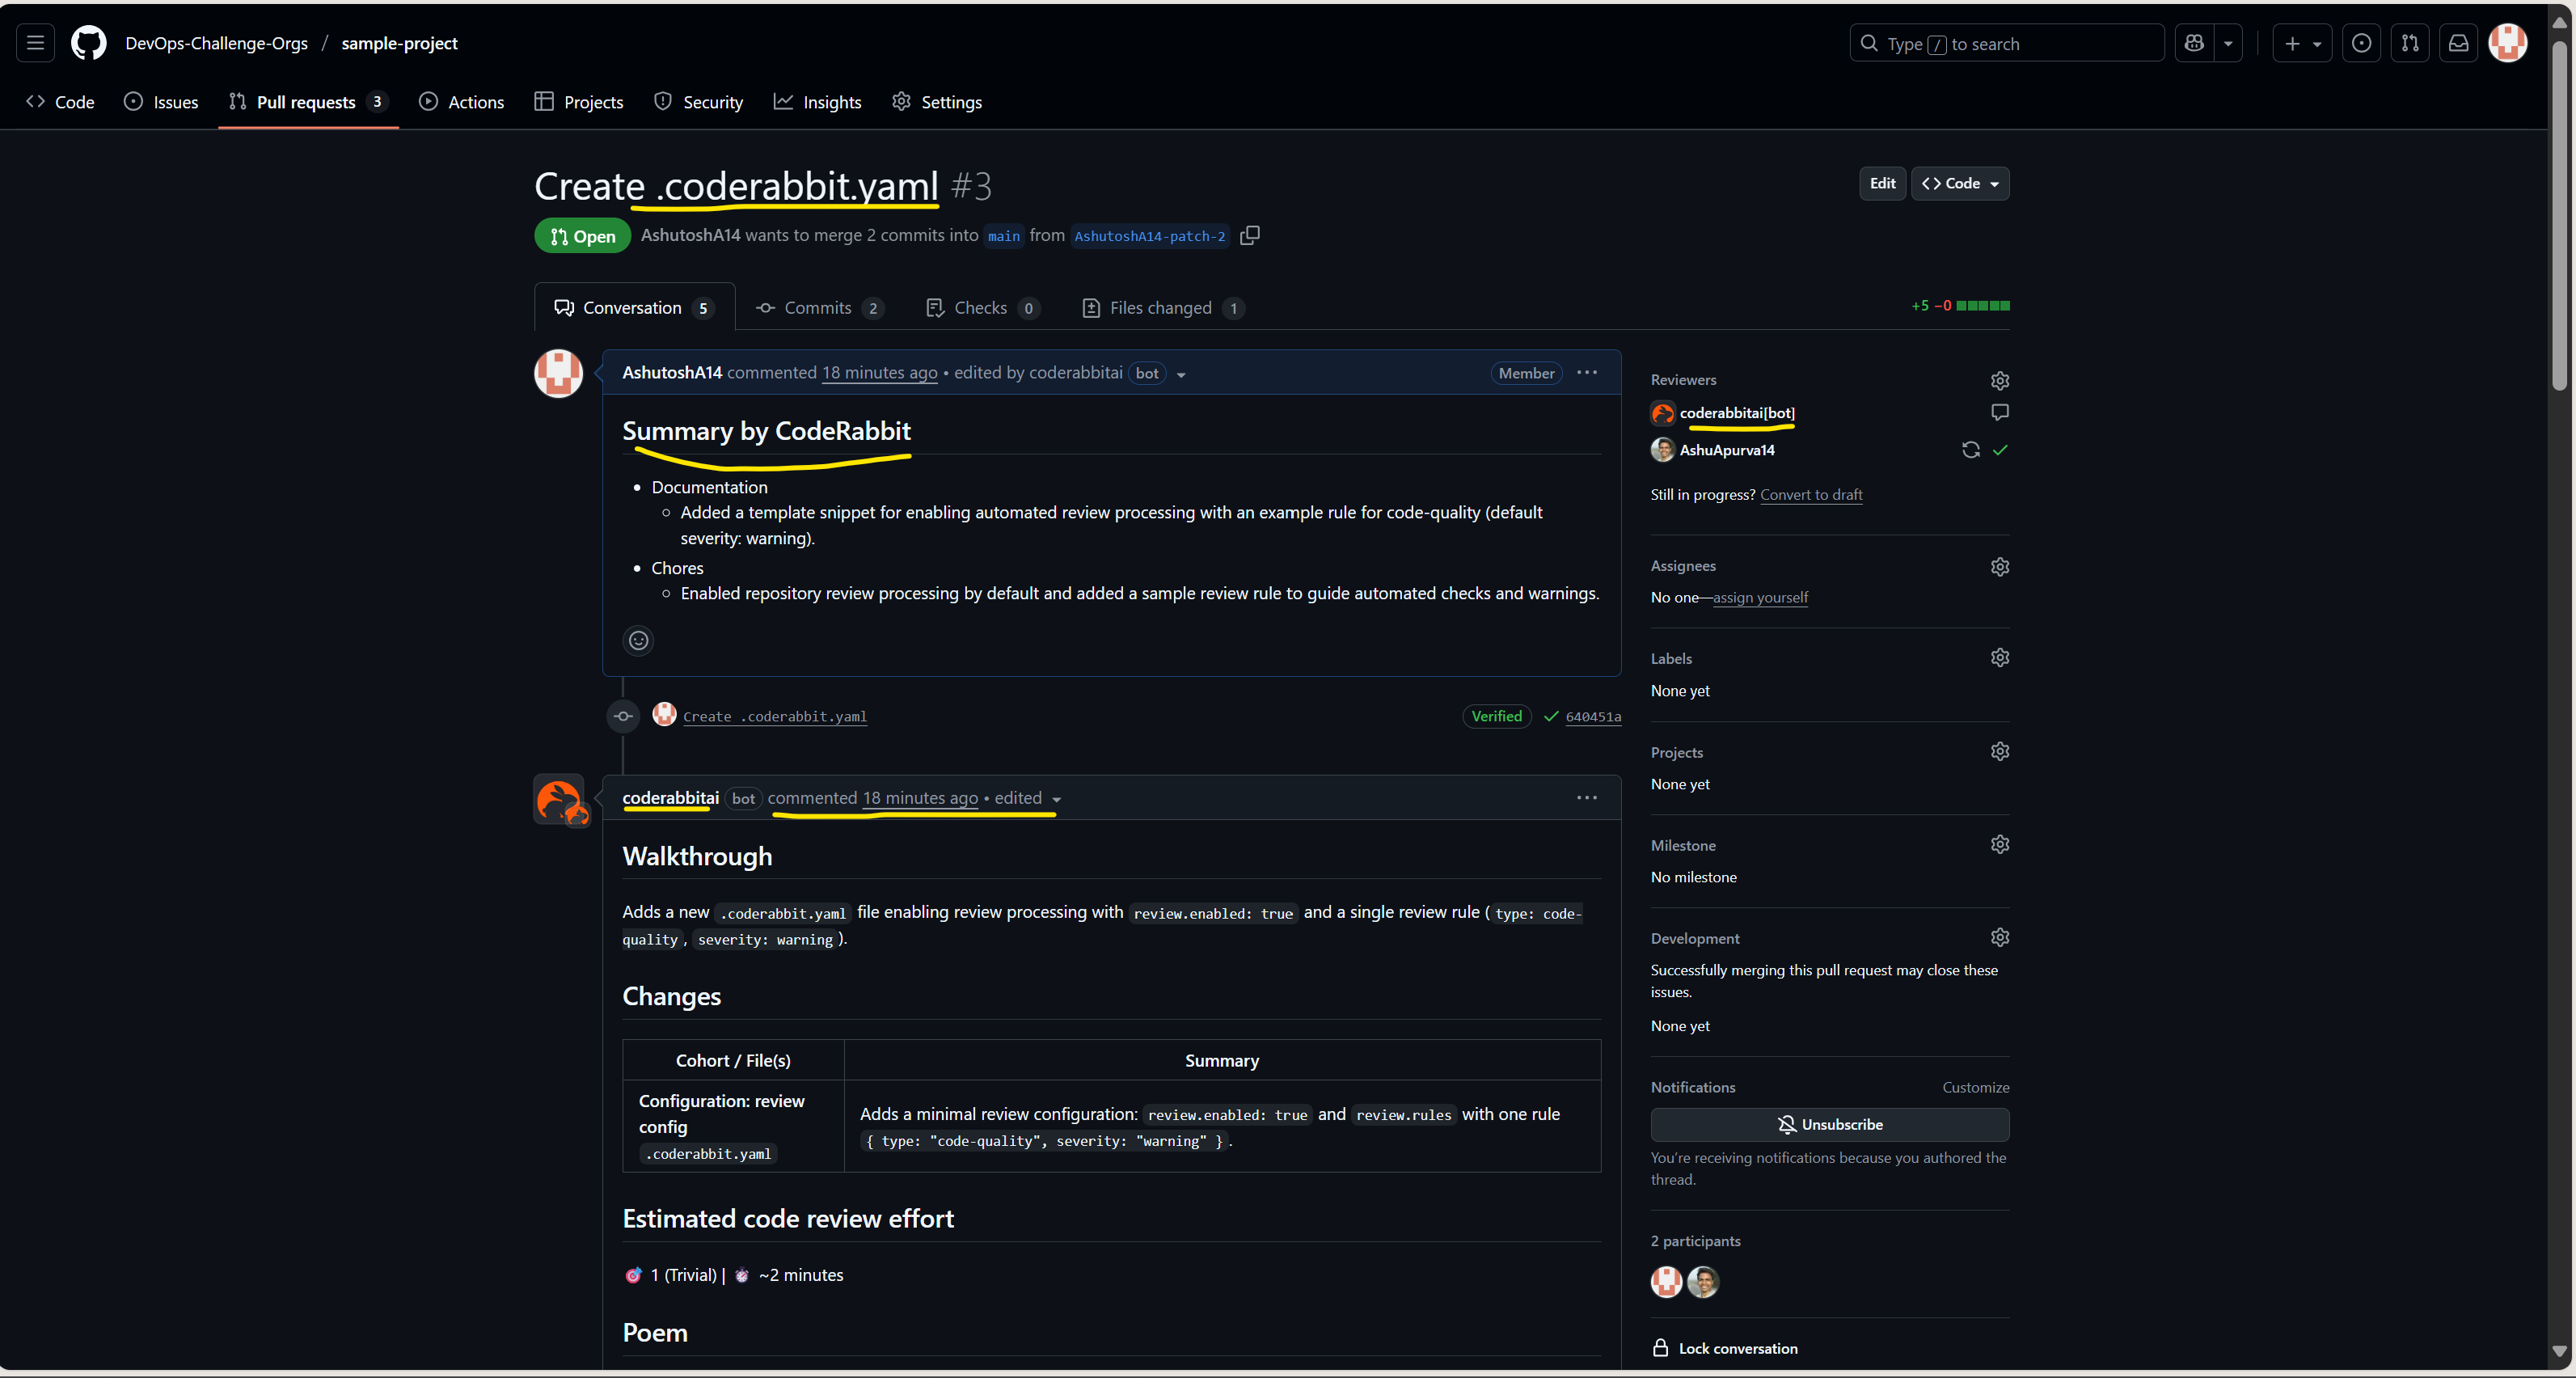 DevOps-Challenge-Orgs / sample-project
Type / to search
Code
Issues
Pull requests 3
Actions
Projects
Security
Insights
Settings
Create .coderabbit.yaml #3
Edit
<> Code
Open
AshutoshA14 wants to merge 2 commits into main from AshutoshA14-patch-2
Conversation 5
Commits 2
Checks 0
Files changed 1
+5 −0
AshutoshA14 commented 18 minutes ago • edited by coderabbitai bot
Member
Summary by CodeRabbit
• Documentation
○ Added a template snippet for enabling automated review processing with an example rule for code-quality (default
severity: warning).
• Chores
○ Enabled repository review processing by default and added a sample review rule to guide automated checks and warnings.
Create .coderabbit.yaml
Verified
640451a
coderabbitai bot commented 18 minutes ago • edited
Walkthrough
Adds a new .coderabbit.yaml file enabling review processing with review.enabled: true and a single review rule ( type: code-
quality , severity: warning ).
Changes
Cohort / File(s)
Summary
Configuration: review
config
.coderabbit.yaml
Adds a minimal review configuration: review.enabled: true and review.rules with one rule
{ type: "code-quality", severity: "warning" } .
Estimated code review effort
🎯 1 (Trivial) | ⏱️ ~2 minutes
Poem
Reviewers
coderabbitai[bot]
AshuApurva14
Still in progress? Convert to draft
Assignees
No one—assign yourself
Labels
None yet
Projects
None yet
Milestone
No milestone
Development
Successfully merging this pull request may close these
issues.
None yet
Notifications
Customize
Unsubscribe
You're receiving notifications because you authored the
thread.
2 participants
Lock conversation